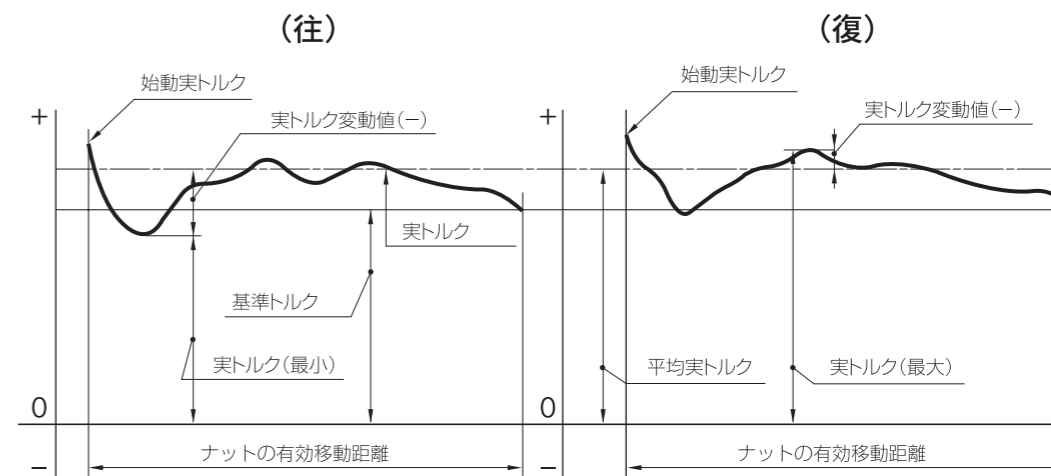 （往）
始動実トルク
＋
実トルク変動値（－）
実トルク
基準トルク
実トルク（最小）
0
－
ナットの有効移動距離
（復）
始動実トルク
＋
実トルク変動値（－）
平均実トルク
実トルク（最大）
0
－
ナットの有効移動距離